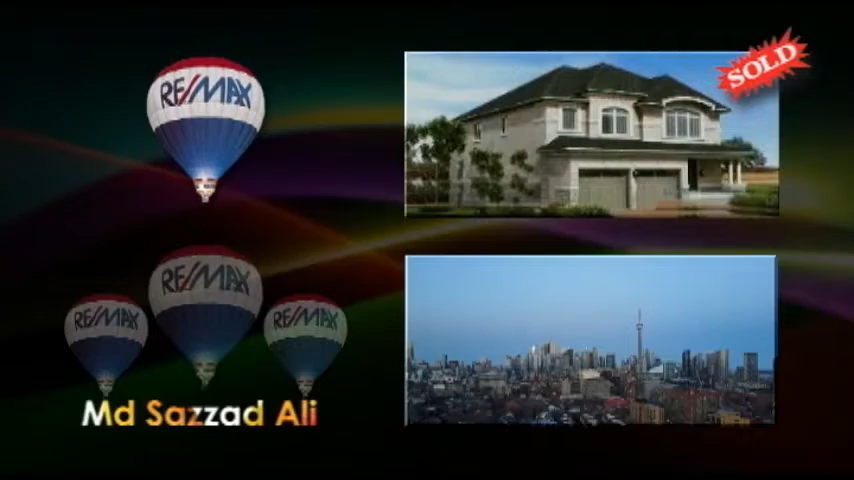 RE/MAX
SOLD
RE/MAX
RE/MAX
RE/MAX
Md Sazzad Ali